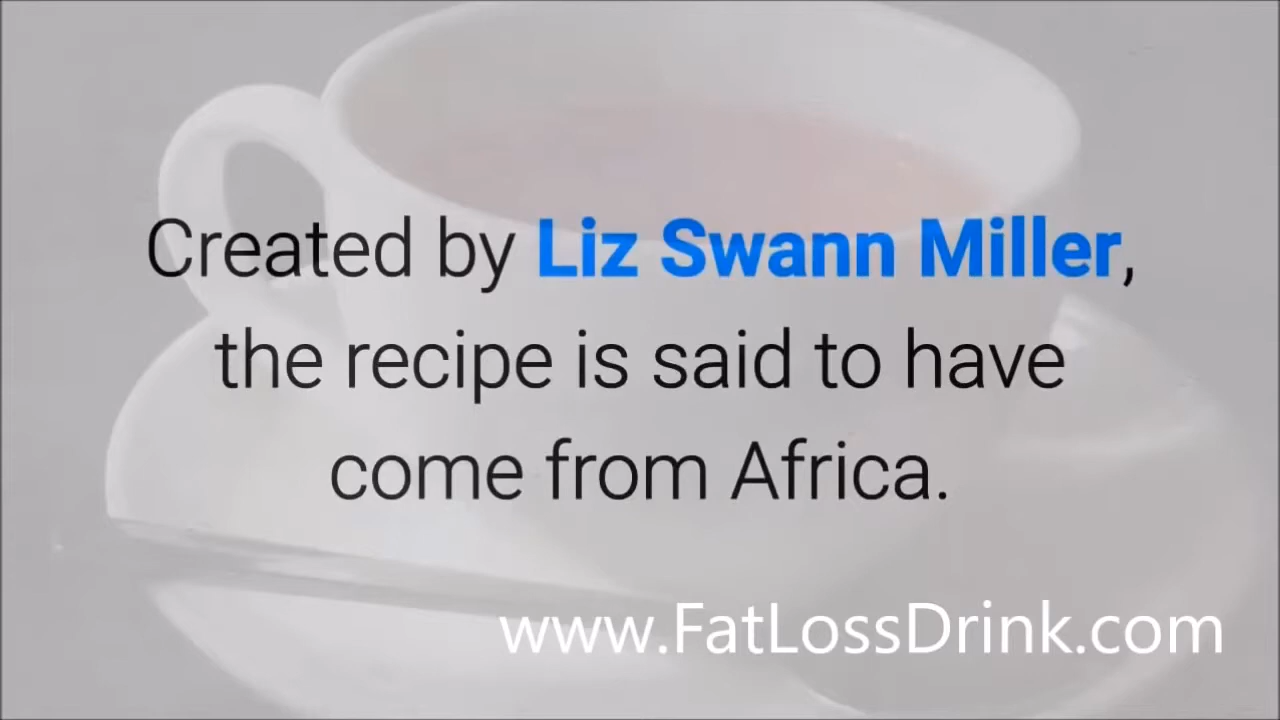 Created by Liz Swann Miller,
the recipe is said to have
come from Africa.
www.FatLossDrink.com